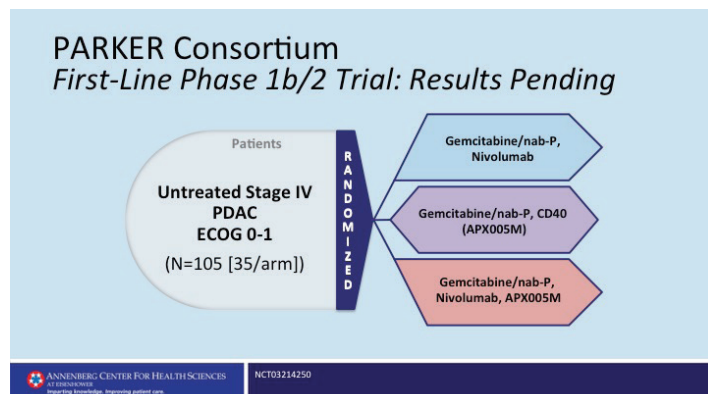 PARKER Consortium
First-Line Phase 1b/2 Trial: Results Pending
Patients
Untreated Stage IV
PDAC
ECOG 0-1
(N=105 [35/arm])
RANDOMIZED
Gemcitabine/nab-P,
Nivolumab
Gemcitabine/nab-P, CD40
(APX005M)
Gemcitabine/nab-P,
Nivolumab, APX005M
ANNENBERG CENTER FOR HEALTH SCIENCES
AT EISENHOWER
Imparting knowledge. Improving patient care.
NCT03214250